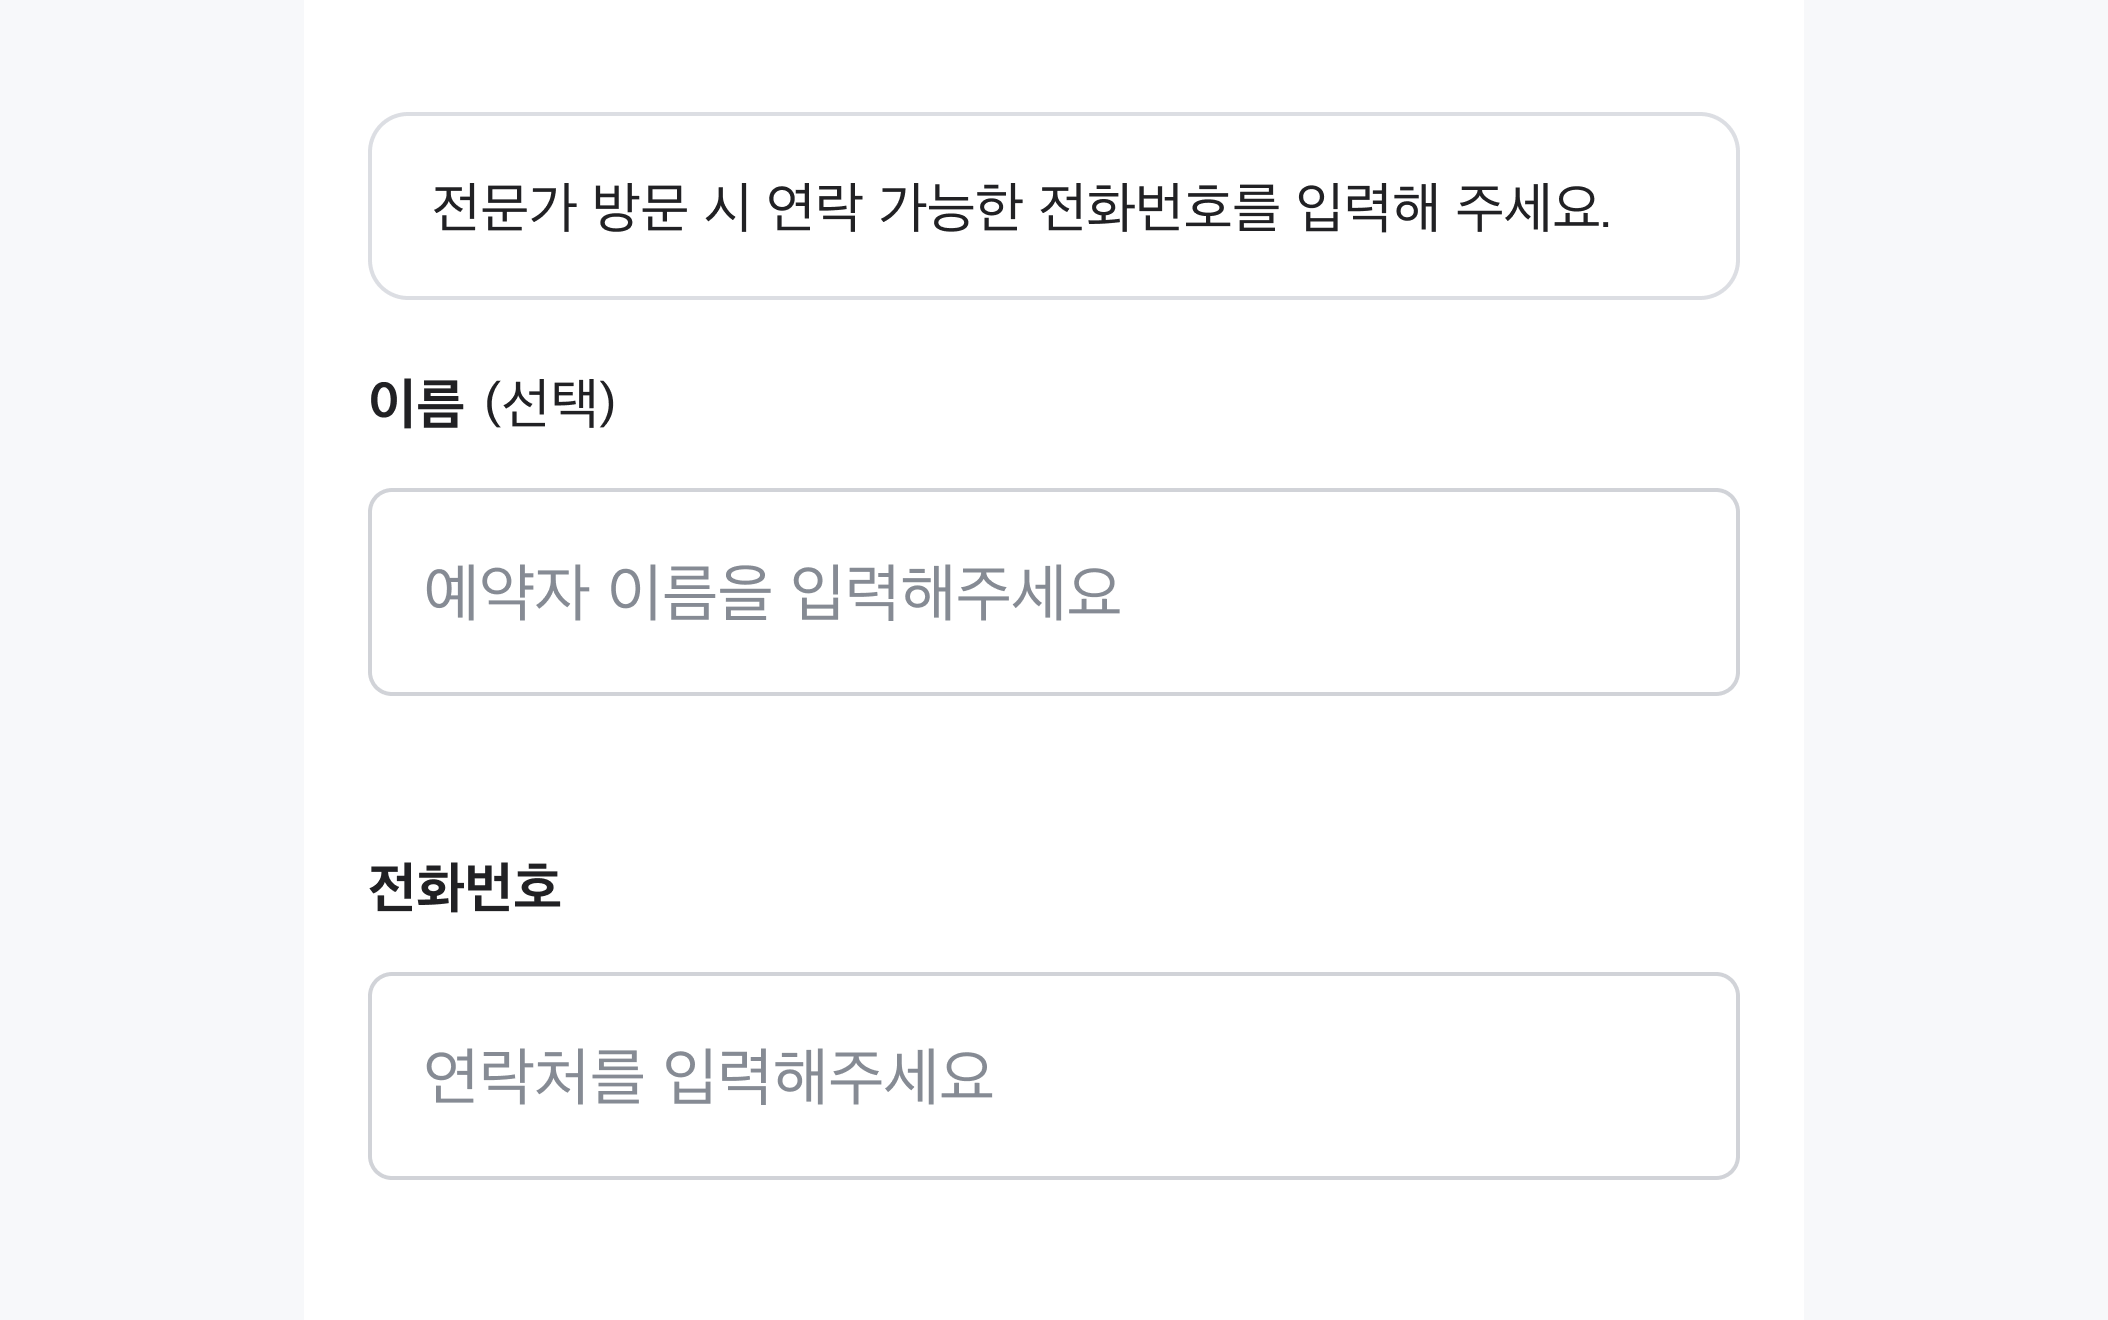 전문가 방문 시 연락 가능한 전화번호를 입력해 주세요.
이름 (선택)
예약자 이름을 입력해주세요
전화번호
연락처를 입력해주세요